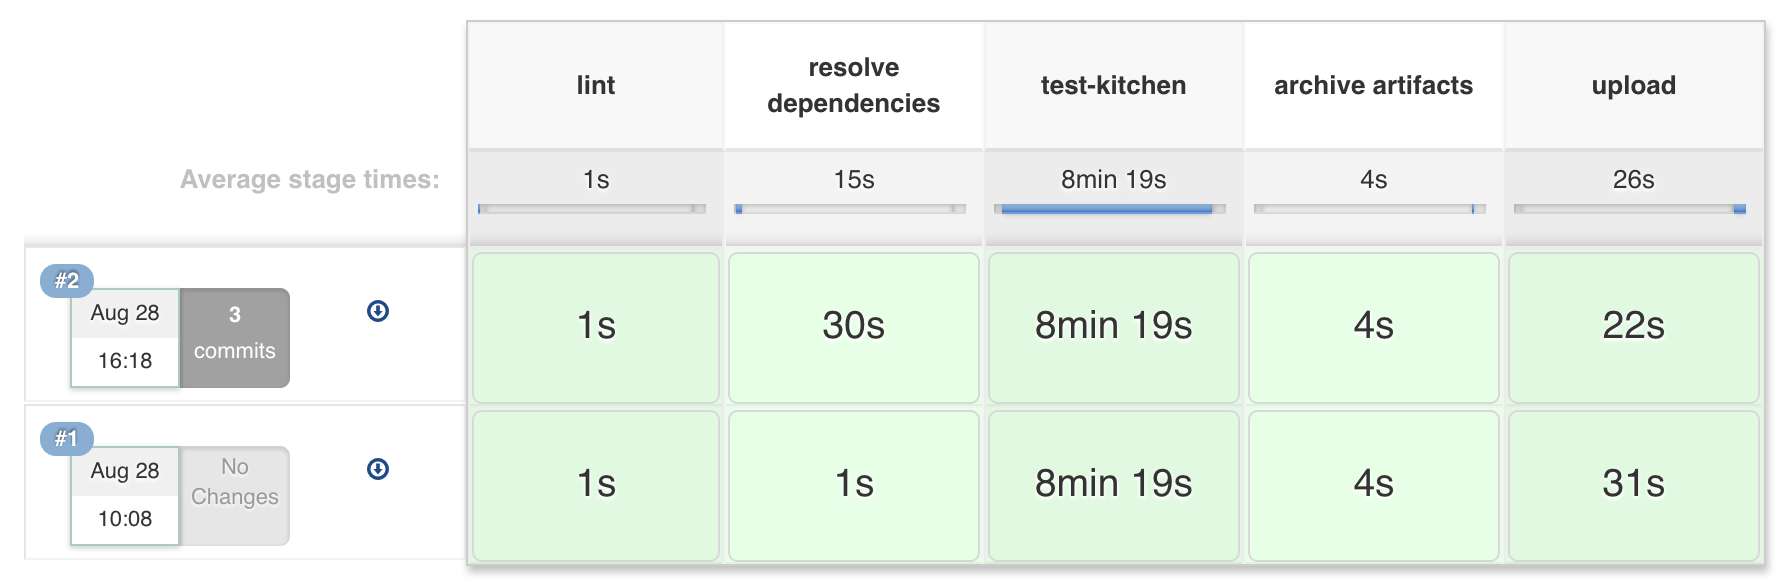 lint
resolve
dependencies
test-kitchen
archive artifacts
upload
Average stage times:
1s
15s
8min 19s
4s
26s
#2
Aug 28
16:18
3
commits
1s
30s
8min 19s
4s
22s
#1
Aug 28
10:08
No
Changes
1s
1s
8min 19s
4s
31s